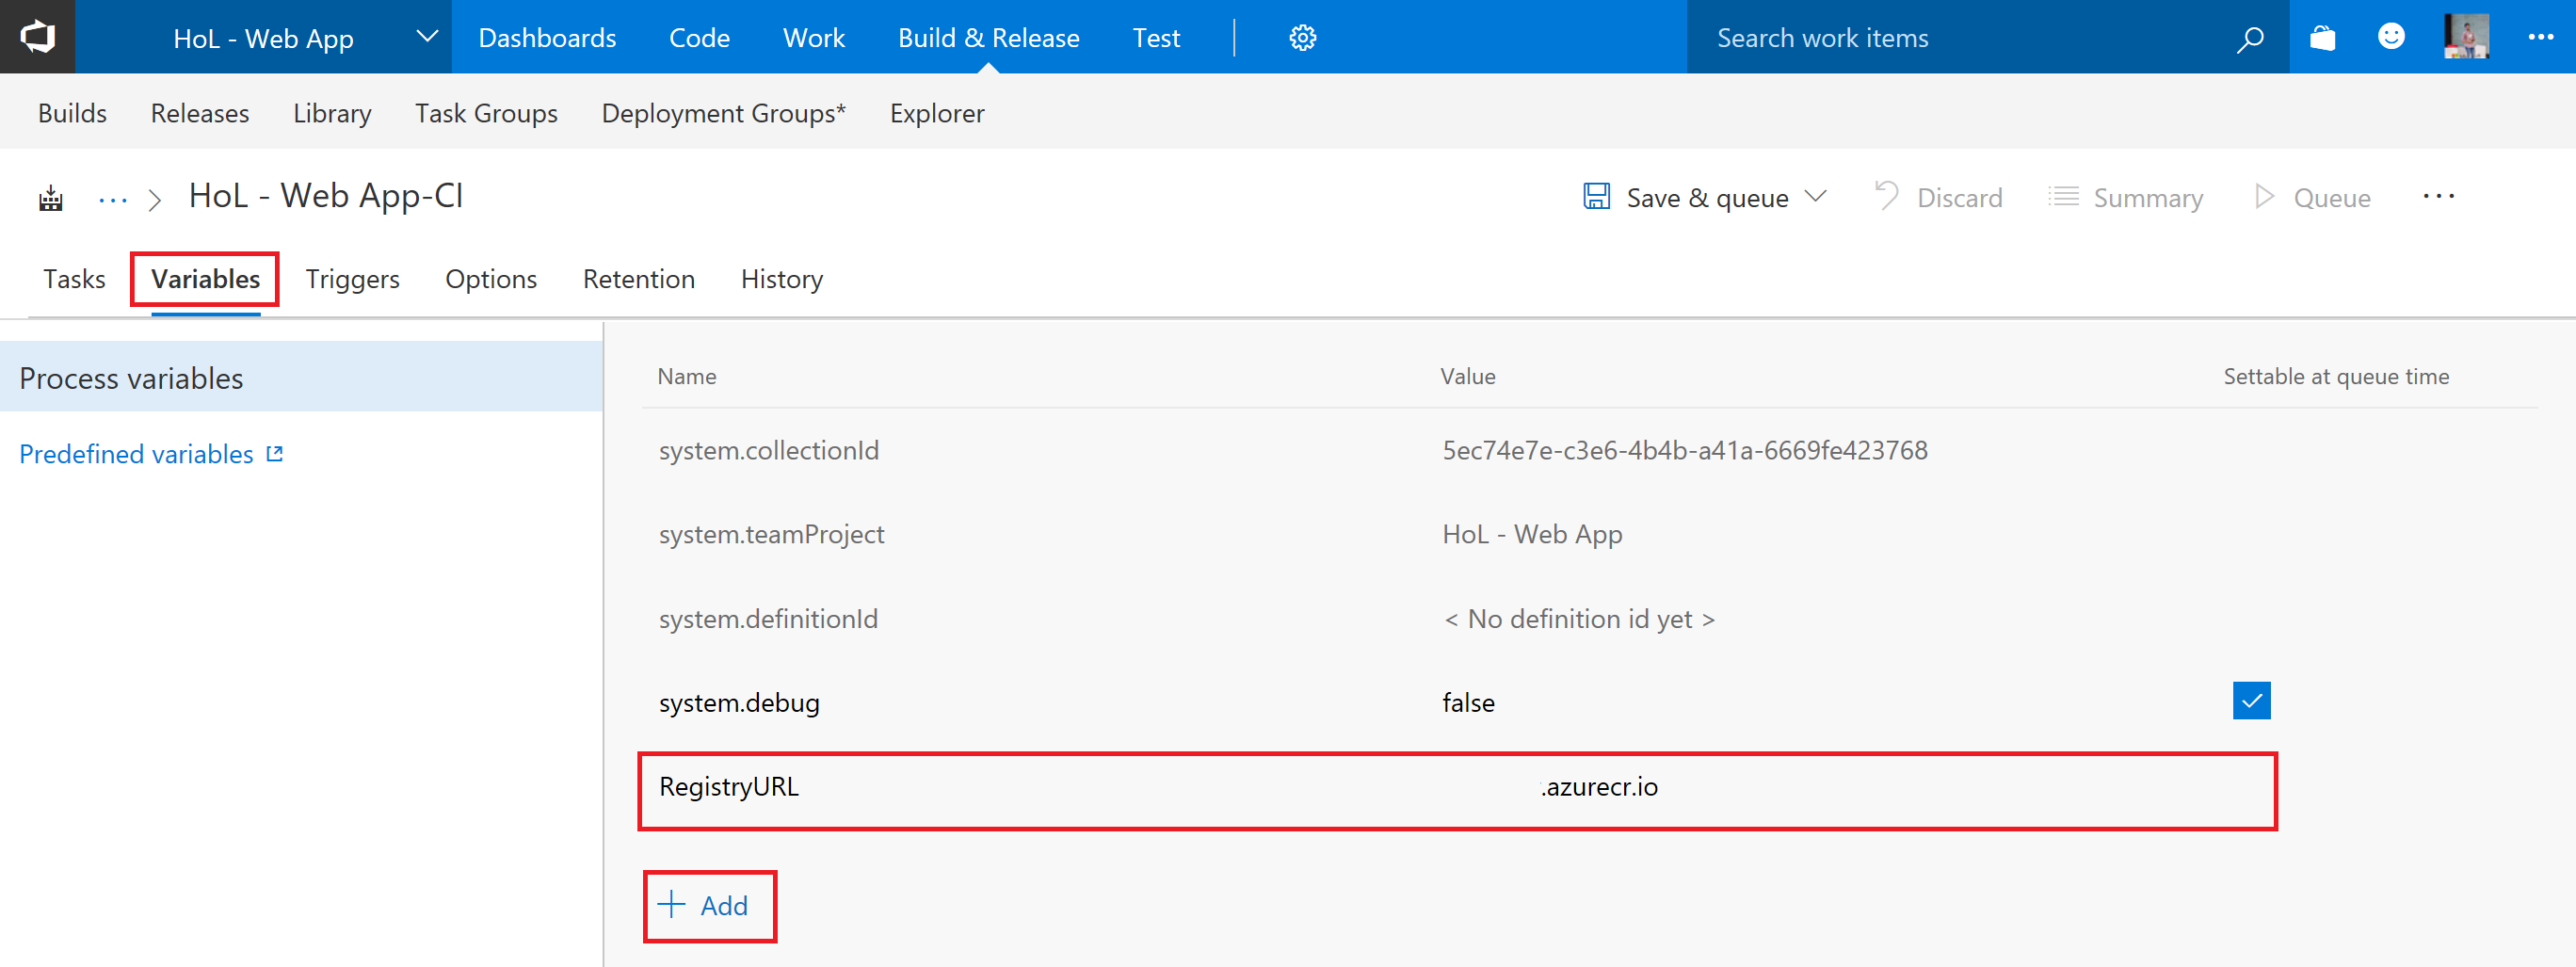 HoL - Web App Dashboards Code Work Build & Release Test Search work items
Builds Releases Library Task Groups Deployment Groups* Explorer
... > HoL - Web App-CI Save & queue Discard Summary Queue ...
Tasks Variables Triggers Options Retention History
Process variables
Predefined variables
Name Value Settable at queue time
system.collectionId 5ec74e7e-c3e6-4b4b-a41a-6669fe423768
system.teamProject HoL - Web App
system.definitionId < No definition id yet >
system.debug false
RegistryURL .azurecr.io
+ Add